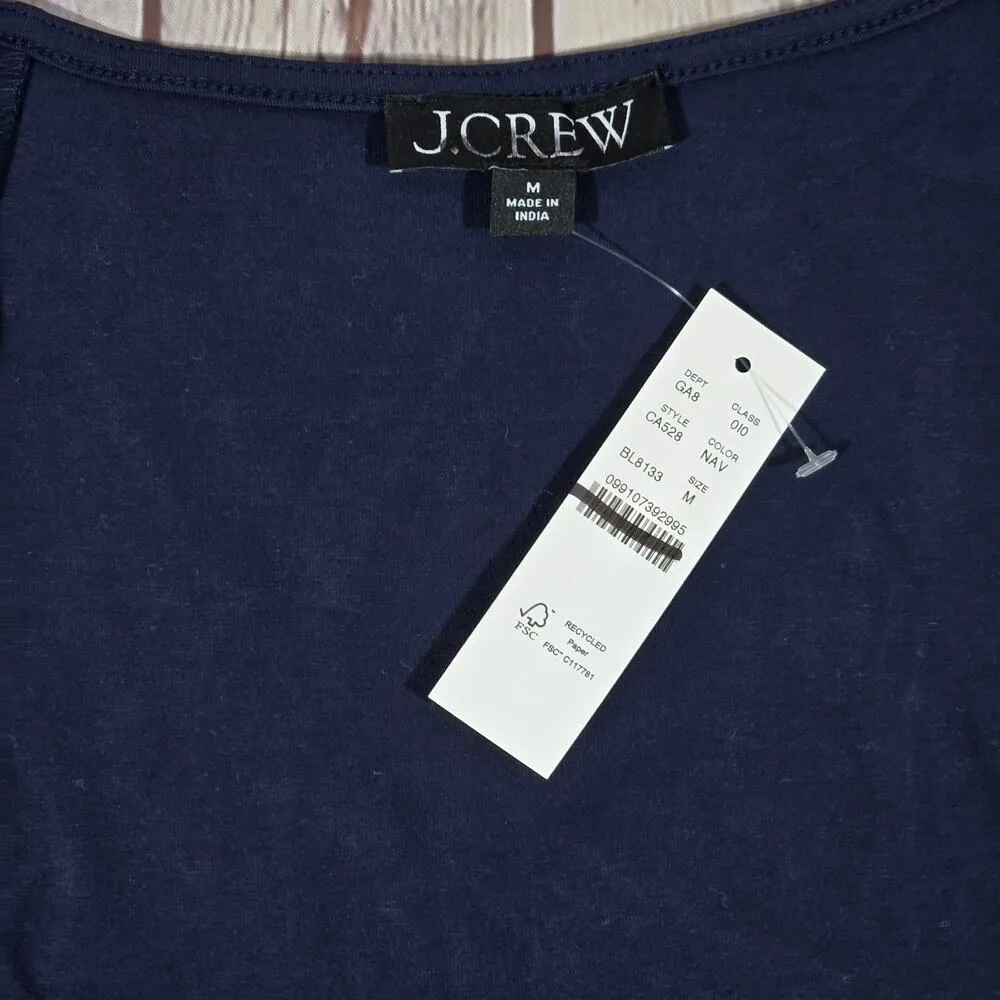 J.CREW
M
MADE IN
INDIA
DEPT CLASS
GA8 010
STYLE COLOR
CA528 NAV
SIZE
BL8133 M
099107392995
FSC
RECYCLED
Paper
FSC™ C117781